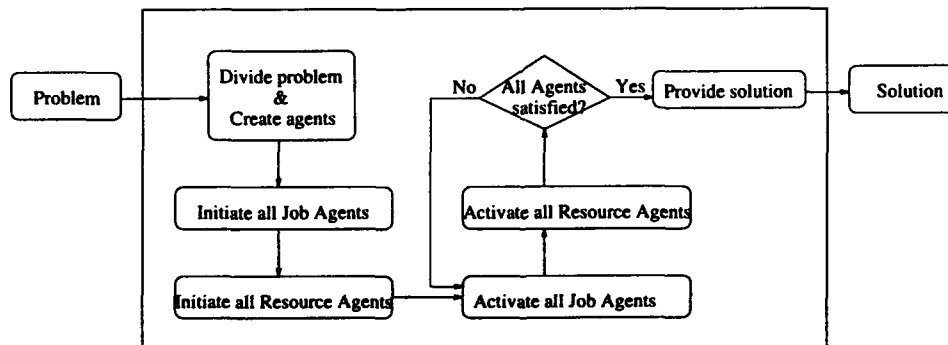 Problem
Divide problem
&
Create agents
Initiate all Job Agents
Initiate all Resource Agents
Activate all Job Agents
Activate all Resource Agents
All Agents
satisfied?
No
Yes
Provide solution
Solution